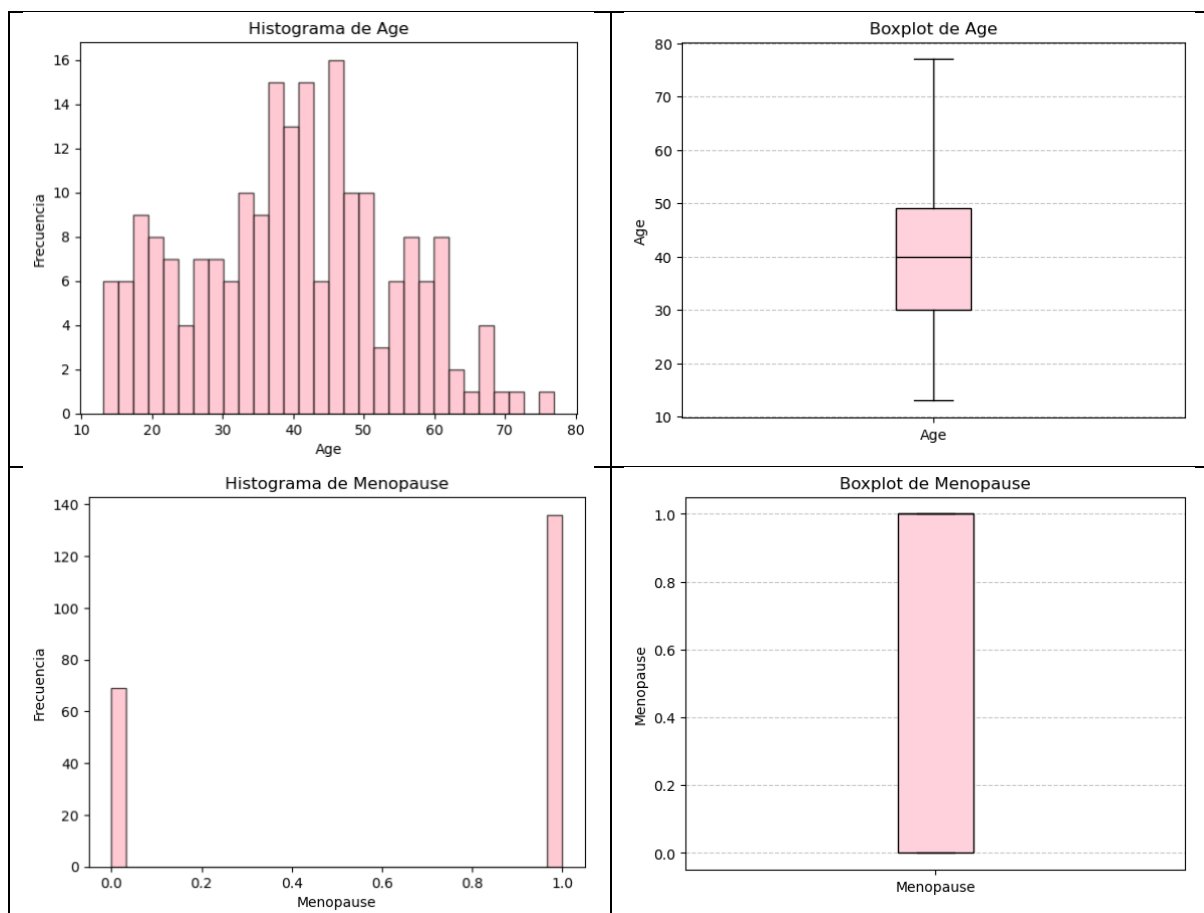 Histograma de Age
16
14
12
10
8
6
4
2
0
Frecuencia
10 20 30 40 50 60 70 80
Age
Boxplot de Age
80
70
60
50
40
30
20
10
Age
Age
Histograma de Menopause
140
120
100
80
60
40
20
0
Frecuencia
0.0 0.2 0.4 0.6 0.8 1.0
Menopause
Boxplot de Menopause
1.0
0.8
0.6
0.4
0.2
0.0
Menopause
Menopause